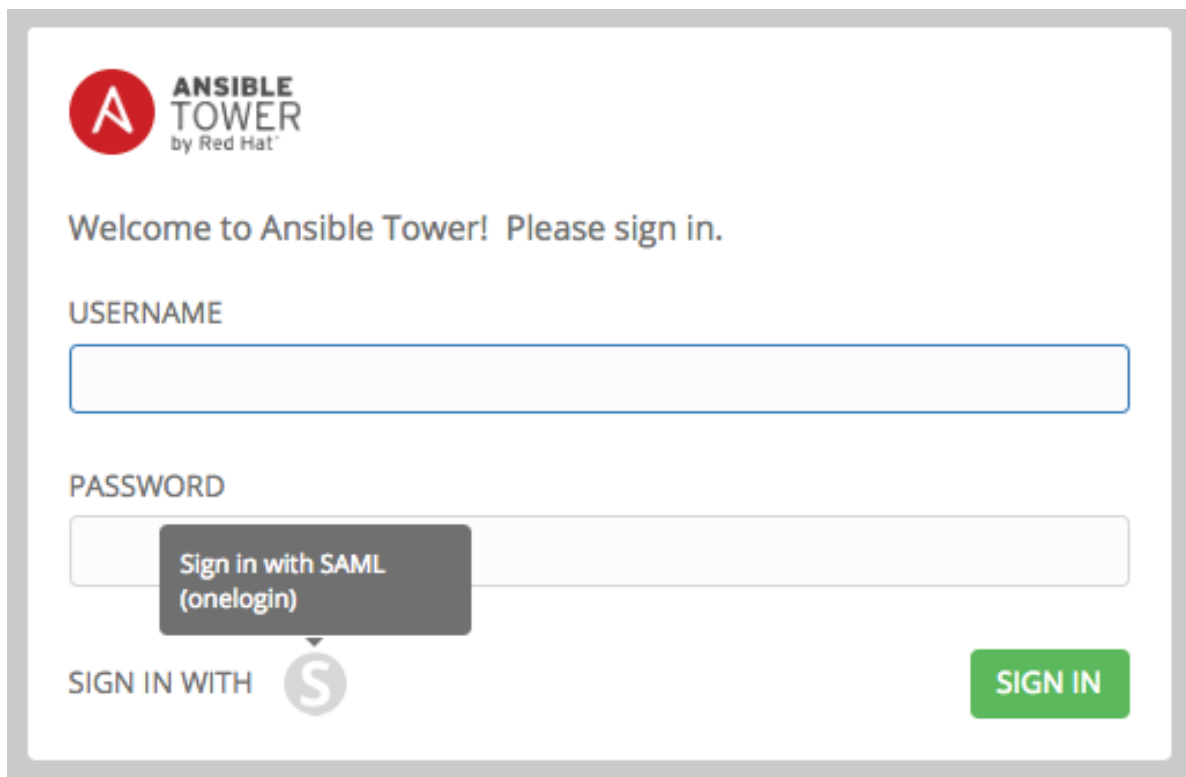 ANSIBLE
TOWER
by Red Hat
Welcome to Ansible Tower! Please sign in.
USERNAME
PASSWORD
Sign in with SAML
(onelogin)
SIGN IN WITH S
SIGN IN